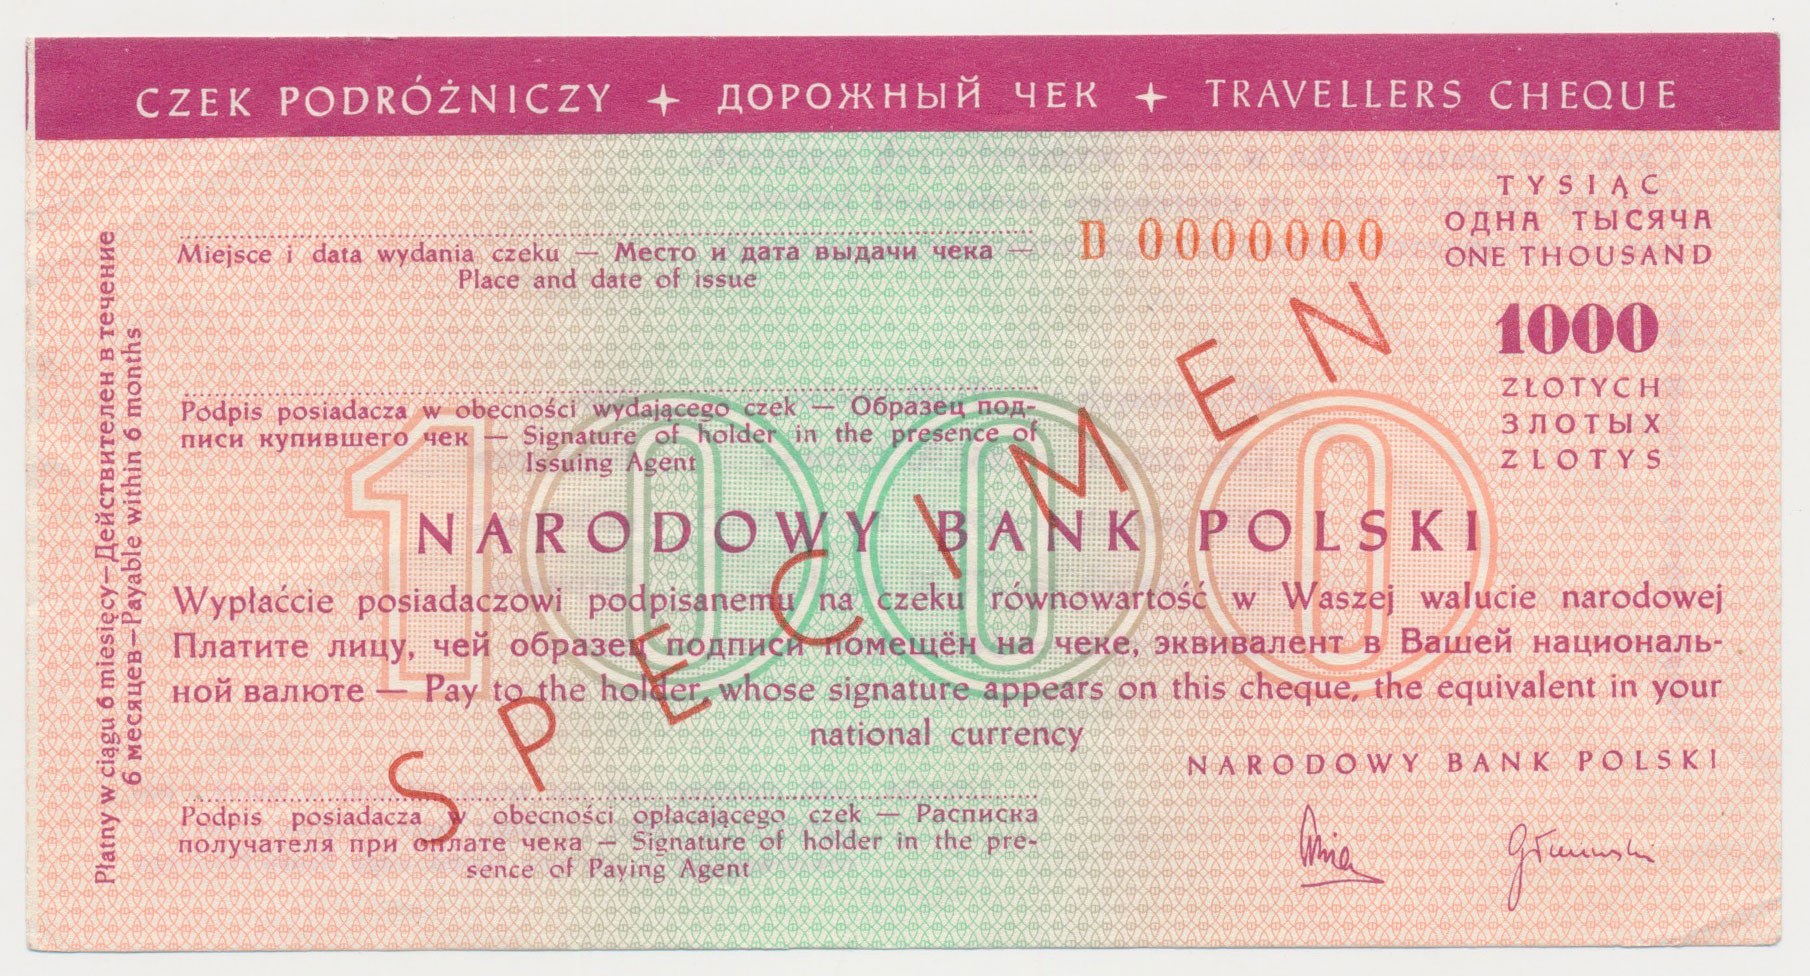 CZEK PODRÓŻNICZY ✦ ДОРОЖНЫЙ ЧЕК ✦ TRAVELLERS CHEQUE
TYSIĄC
ОДНА ТЫСЯЧА
ONE THOUSAND
D 0000000
Miejsce i data wydania czeku — Место и дата выдачи чека —
Place and date of issue
1000
ZŁOTYCH
ЗЛОТЫХ
ZLOTYS
Podpis posiadacza w obecności wydającego czek — Образец под-
писи купившего чек — Signature of holder in the presence of
Issuing Agent
1000
NARODOWY BANK POLSKI
Wypłaćcie posiadaczowi podpisanemu na czeku równowartość w Waszej walucie narodowej
Платите лицу, чей образец подписи помещён на чеке, эквивалент в Вашей националь-
ной валюте — Pay to the holder, whose signature appears on this cheque, the equivalent in your
national currency
NARODOWY BANK POLSKI
Podpis posiadacza w obecności opłacającego czek — Расписка
получателя при оплате чека — Signature of holder in the pre-
sence of Paying Agent
Płatny w ciągu 6 miesięcy—Действителен в течение
6 месяцев—Payable within 6 months
SPECIMEN